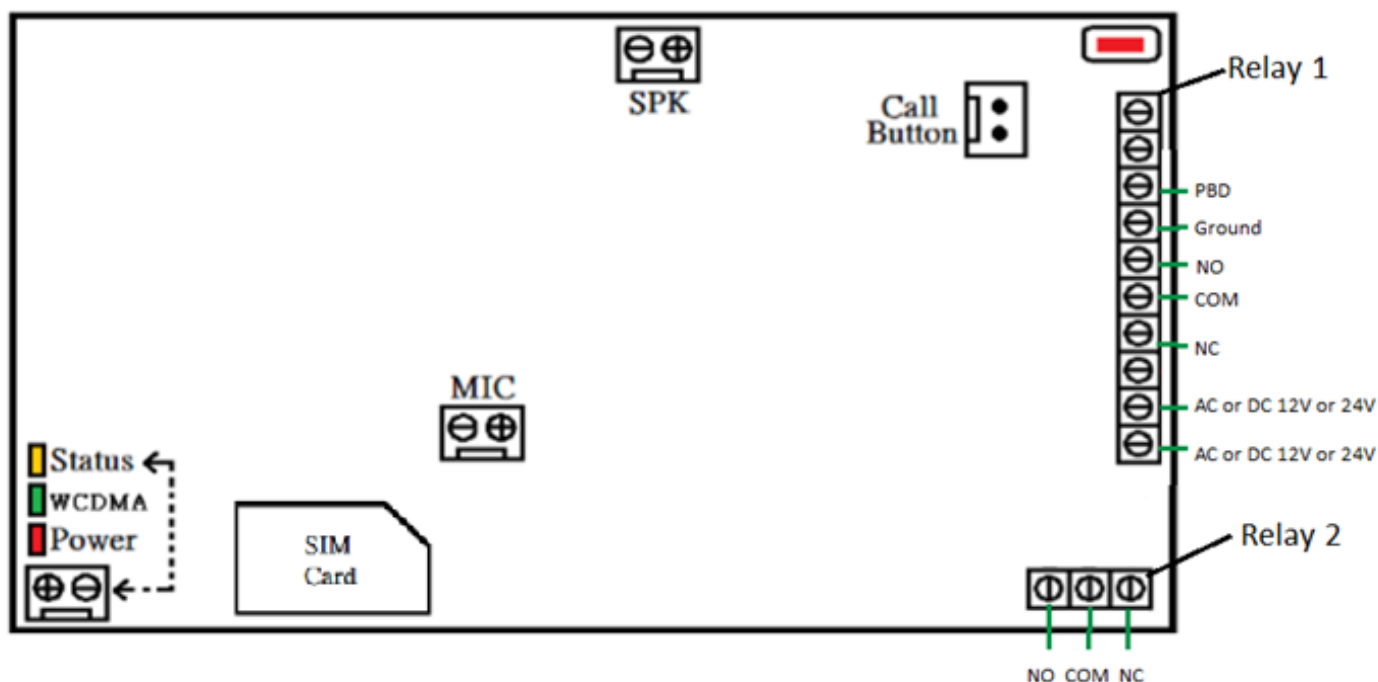 SPK
Call
Button
Relay 1
PBD
Ground
NO
COM
NC
AC or DC 12V or 24V
AC or DC 12V or 24V
MIC
Status
WCDMA
Power
SIM
Card
Relay 2
NO COM NC